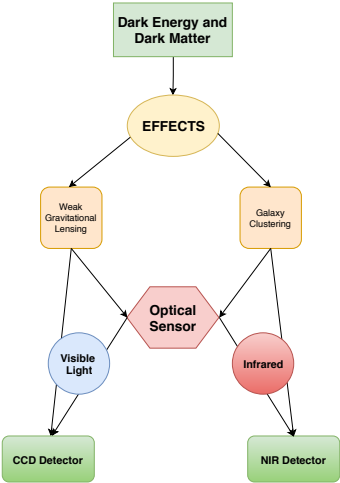 Dark Energy and
Dark Matter
EFFECTS
Weak
Gravitational
Lensing
Galaxy
Clustering
Optical
Sensor
Visible
Light
Infrared
CCD Detector
NIR Detector